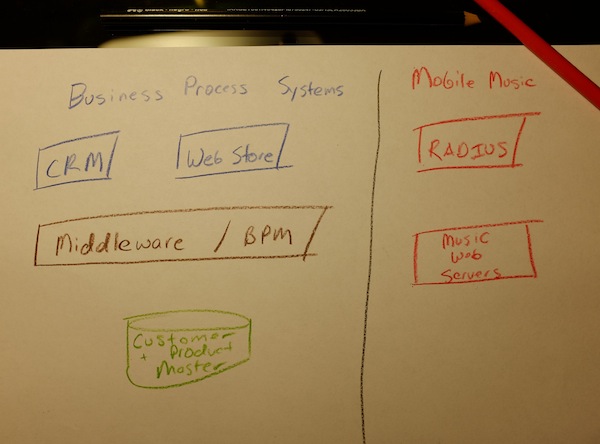 Business Process Systems
Mobile Music
CRM
Web Store
RADIUS
Middleware / BPM
Music
Web
Servers
Customer
+ Product
Master